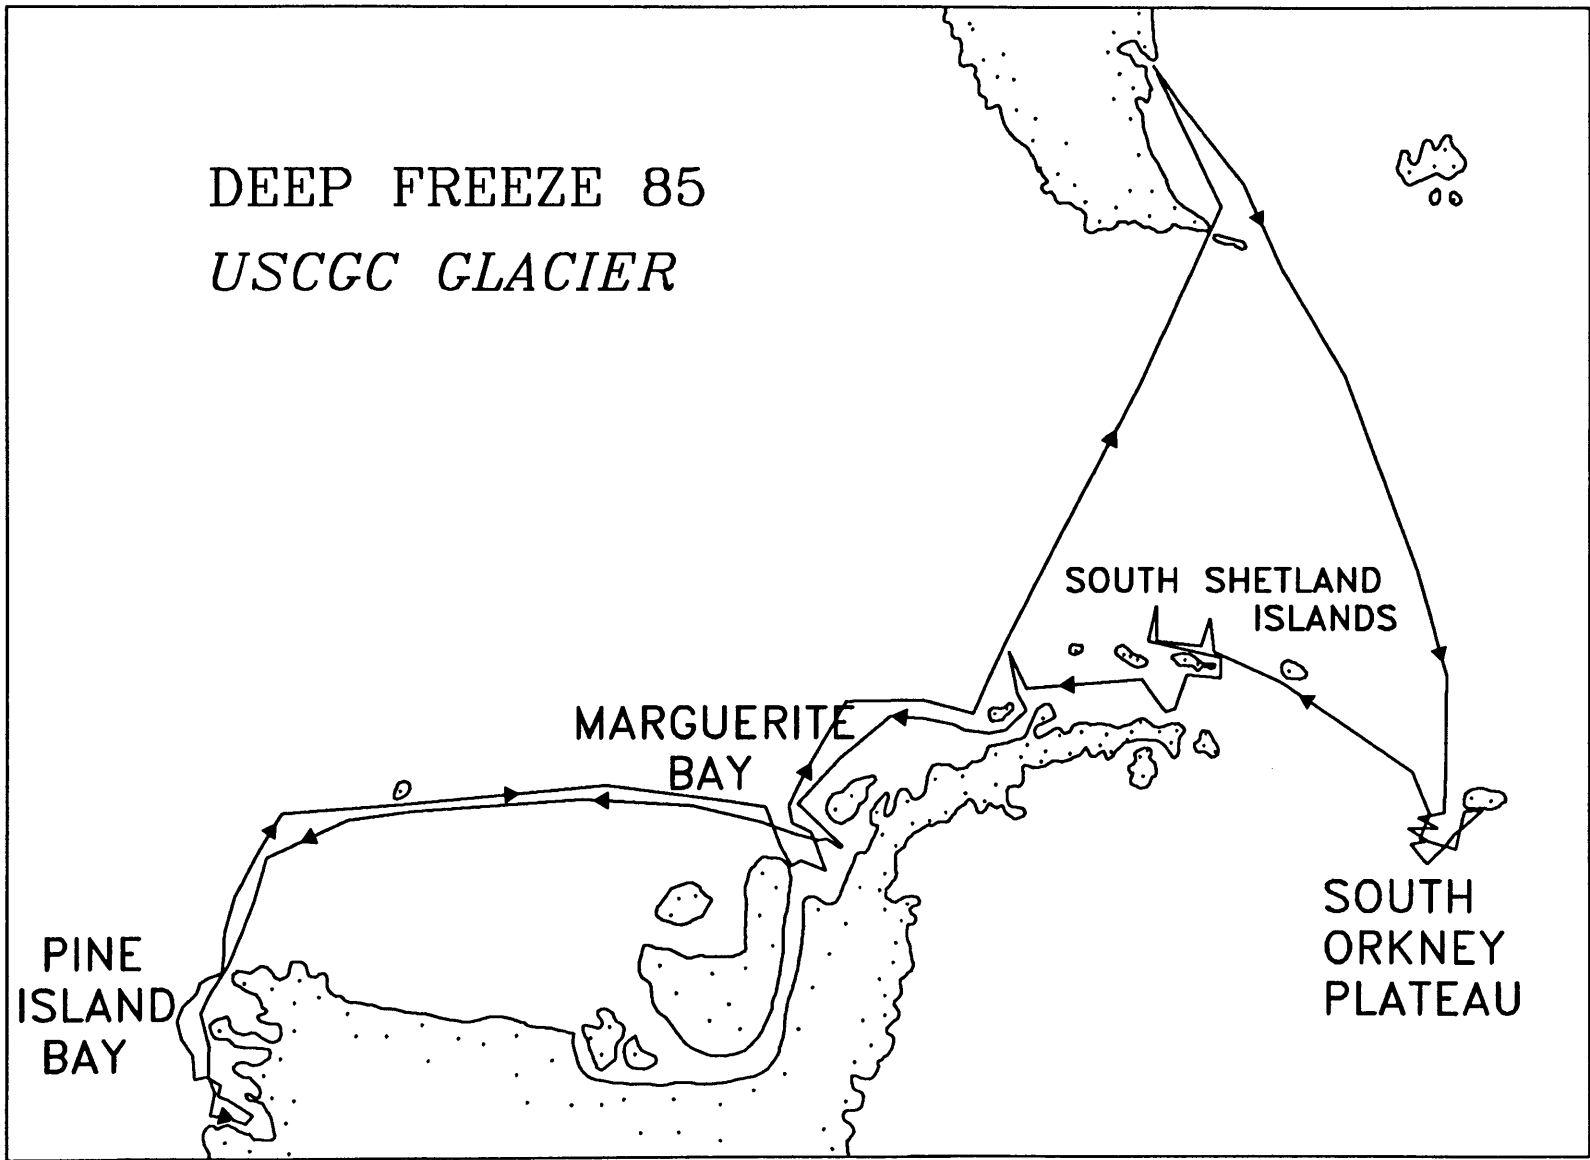 DEEP FREEZE 85
USCGC GLACIER
SOUTH SHETLAND
ISLANDS
MARGUERITE
BAY
SOUTH
ORKNEY
PLATEAU
PINE
ISLAND
BAY